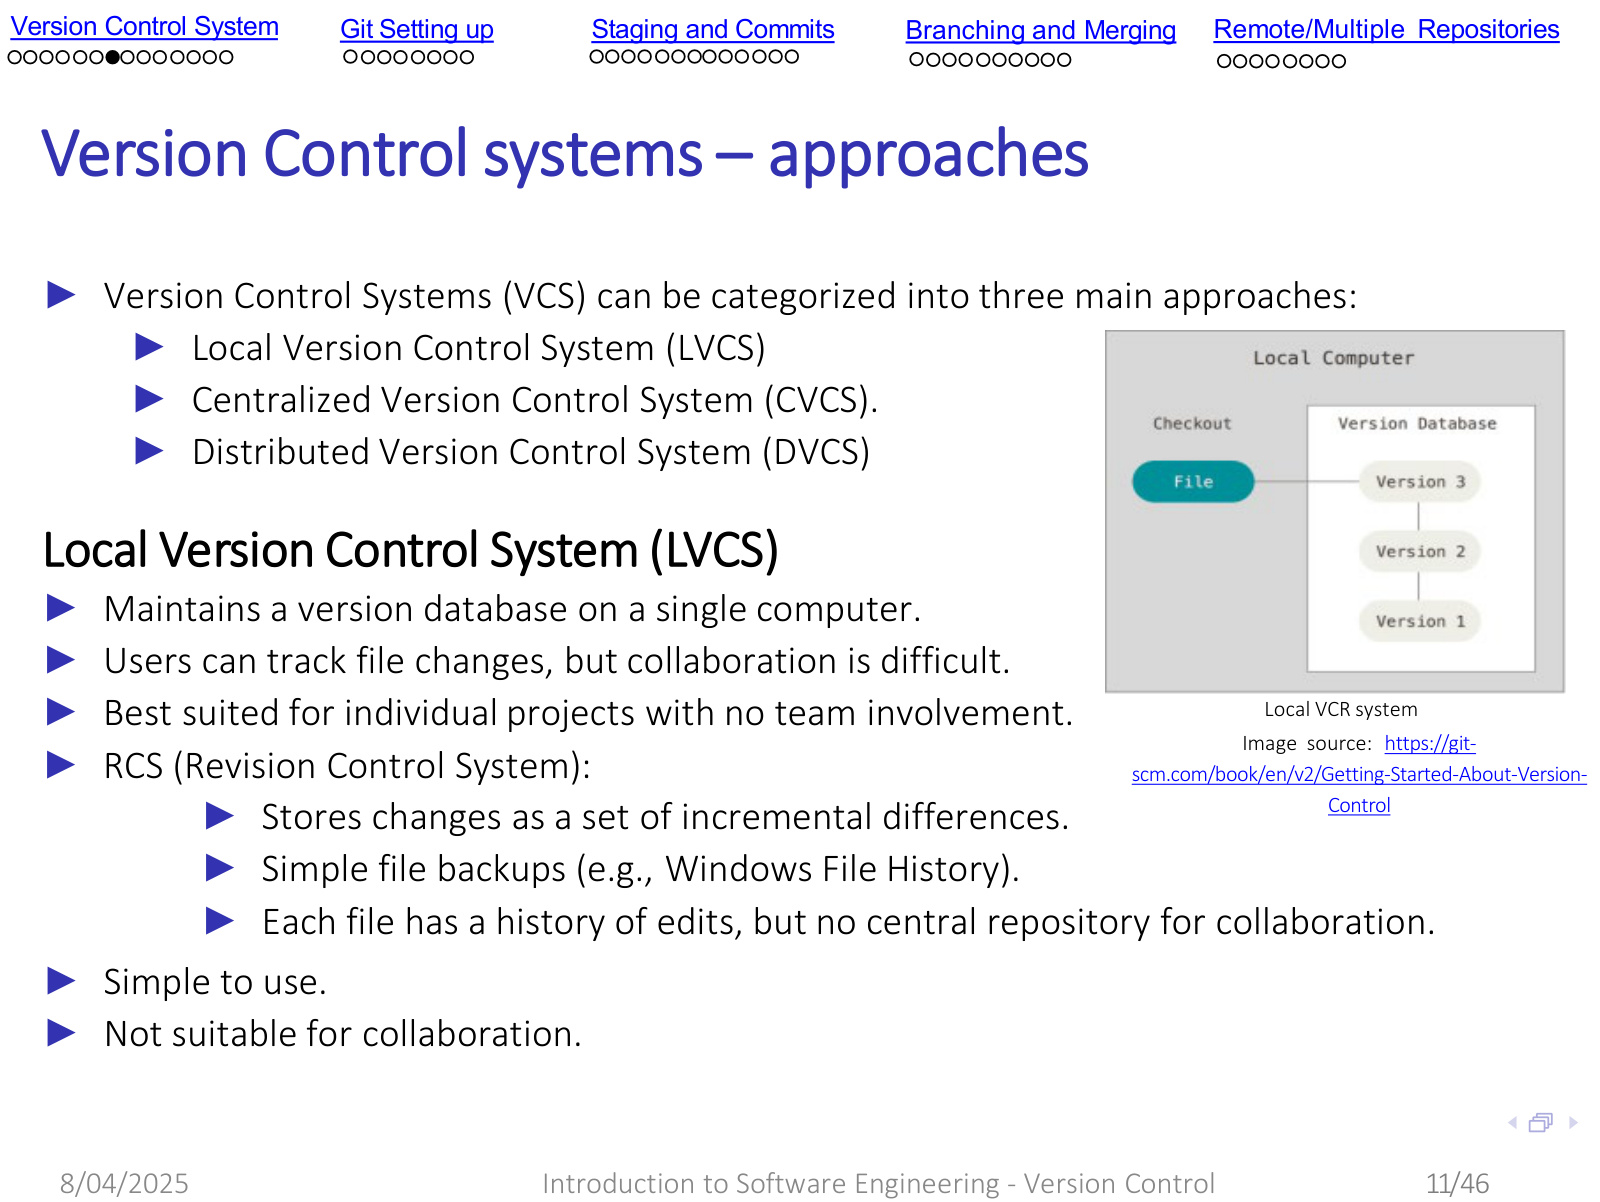 Version Control System
Git Setting up
Staging and Commits
Branching and Merging
Remote/Multiple Repositories
Version Control systems – approaches
Version Control Systems (VCS) can be categorized into three main approaches:
Local Version Control System (LVCS)
Centralized Version Control System (CVCS).
Distributed Version Control System (DVCS)
Local Computer
Checkout
Version Database
File
Version 3
Version 2
Version 1
Local VCR system
Image source: https://git-
scm.com/book/en/v2/Getting-Started-About-Version-
Control
Local Version Control System (LVCS)
Maintains a version database on a single computer.
Users can track file changes, but collaboration is difficult.
Best suited for individual projects with no team involvement.
RCS (Revision Control System):
Stores changes as a set of incremental differences.
Simple file backups (e.g., Windows File History).
Each file has a history of edits, but no central repository for collaboration.
Simple to use.
Not suitable for collaboration.
8/04/2025
Introduction to Software Engineering - Version Control
11/46